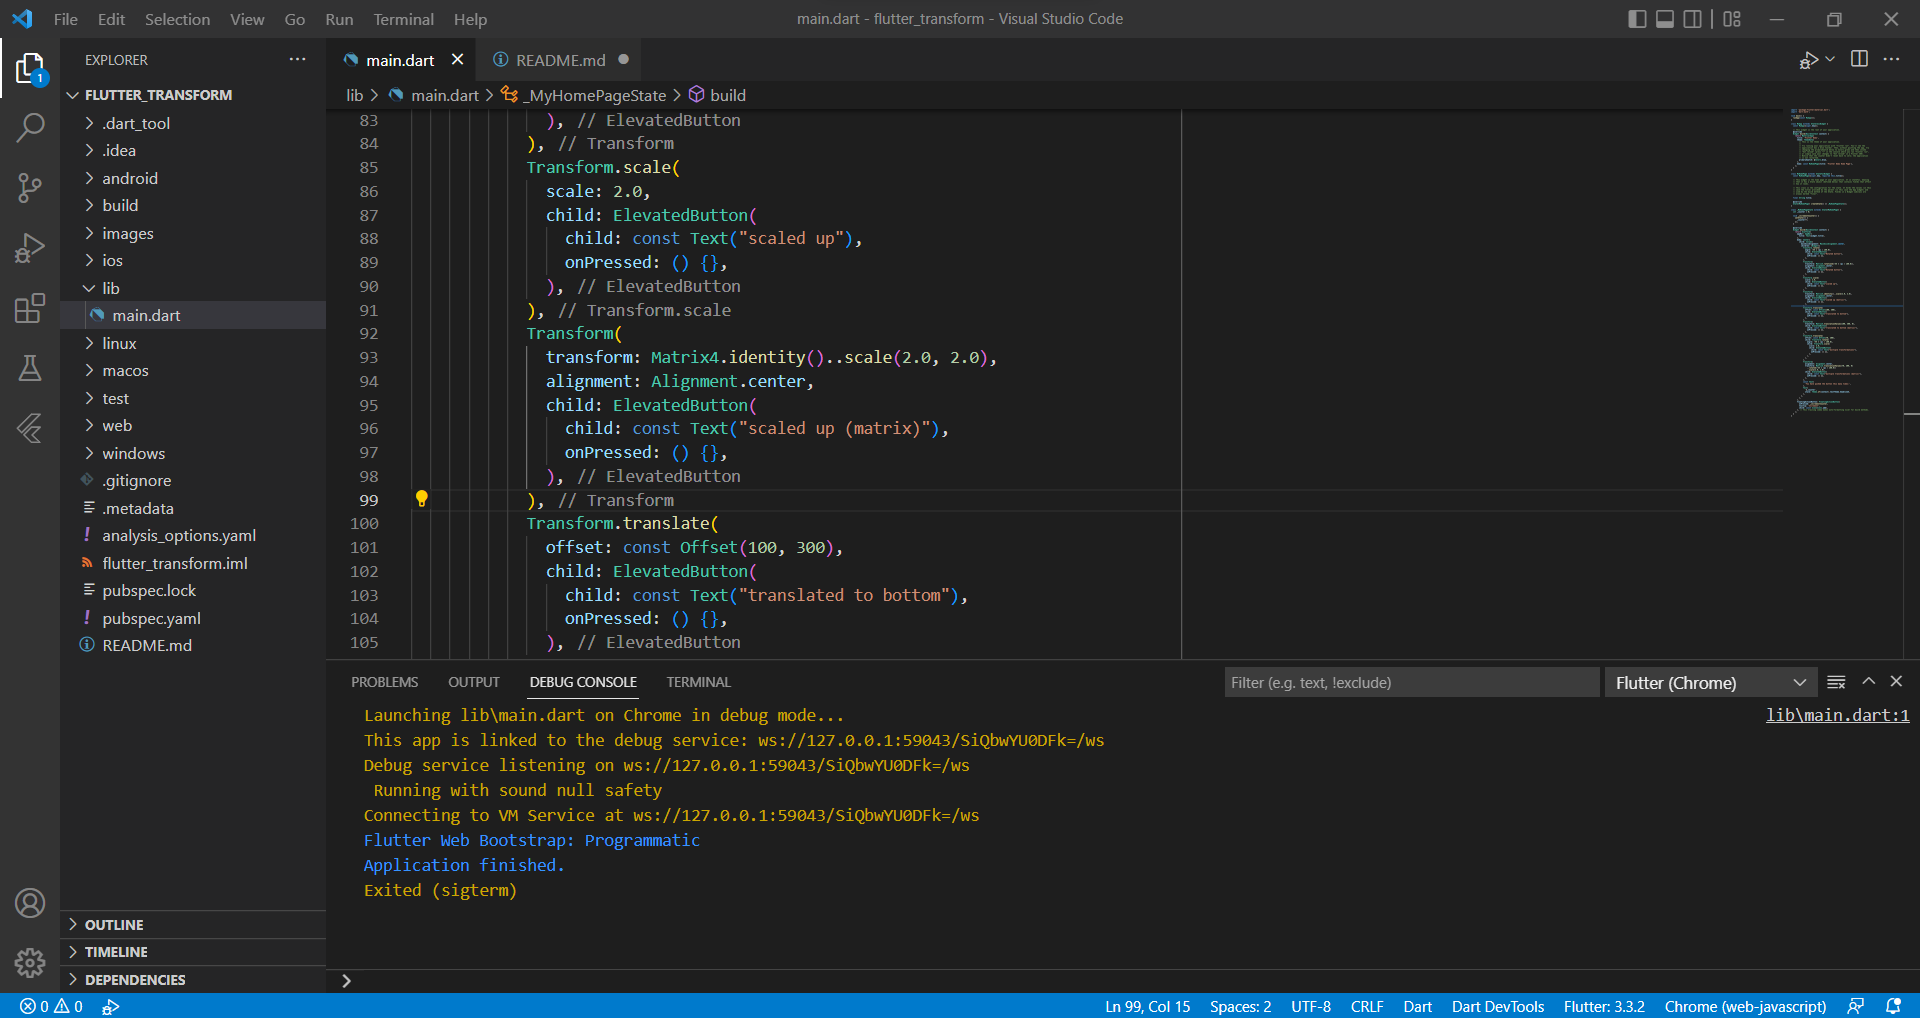 File Edit Selection View Go Run Terminal Help
main.dart - flutter_transform - Visual Studio Code
EXPLORER
1
FLUTTER_TRANSFORM
.dart_tool
.idea
android
build
images
ios
lib
main.dart
linux
macos
test
web
windows
.gitignore
.metadata
analysis_options.yaml
flutter_transform.iml
pubspec.lock
pubspec.yaml
README.md
OUTLINE
TIMELINE
DEPENDENCIES
main.dart README.md
lib > main.dart > _MyHomePageState > build
83 ), // ElevatedButton
84 ), // Transform
85 Transform.scale(
86 scale: 2.0,
87 child: ElevatedButton(
88 child: const Text("scaled up"),
89 onPressed: () {},
90 ), // ElevatedButton
91 ), // Transform.scale
92 Transform(
93 transform: Matrix4.identity()..scale(2.0, 2.0),
94 alignment: Alignment.center,
95 child: ElevatedButton(
96 child: const Text("scaled up (matrix)"),
97 onPressed: () {},
98 ), // ElevatedButton
99 ), // Transform
100 Transform.translate(
101 offset: const Offset(100, 300),
102 child: ElevatedButton(
103 child: const Text("translated to bottom"),
104 onPressed: () {},
105 ), // ElevatedButton
PROBLEMS OUTPUT DEBUG CONSOLE TERMINAL
Filter (e.g. text, !exclude)
Flutter (Chrome)
Launching lib\main.dart on Chrome in debug mode...
lib\main.dart:1
This app is linked to the debug service: ws://127.0.0.1:59043/SiQbwYU0DFk=/ws
Debug service listening on ws://127.0.0.1:59043/SiQbwYU0DFk=/ws
Running with sound null safety
Connecting to VM Service at ws://127.0.0.1:59043/SiQbwYU0DFk=/ws
Flutter Web Bootstrap: Programmatic
Application finished.
Exited (sigterm)
0 0
Ln 99, Col 15 Spaces: 2 UTF-8 CRLF Dart Dart DevTools Flutter: 3.3.2 Chrome (web-javascript)